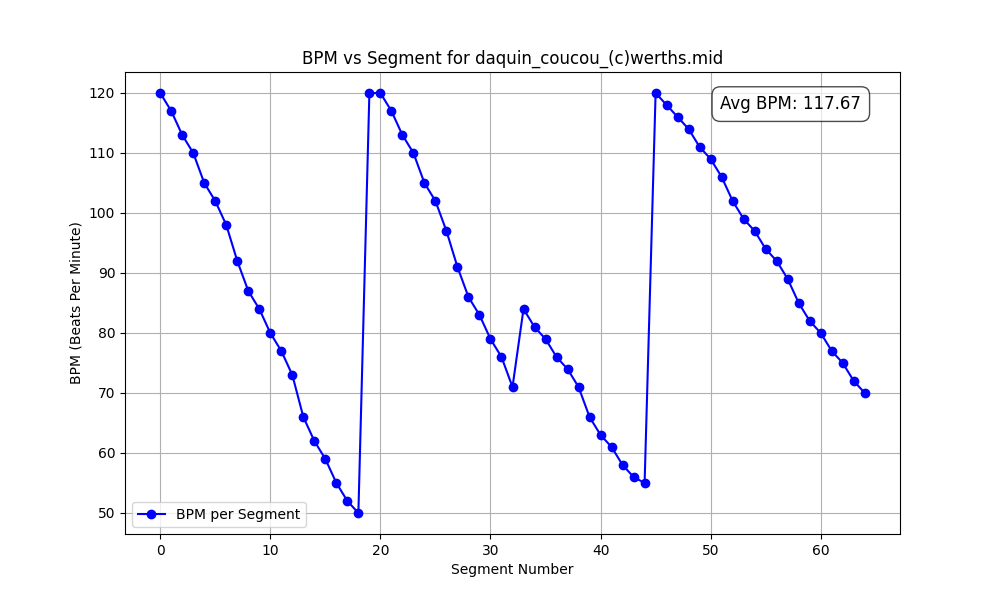 BPM vs Segment for daquin_coucou_(c)werths.mid
Avg BPM: 117.67
120
110
100
90
80
70
60
50
BPM (Beats Per Minute)
BPM per Segment
0 10 20 30 40 50 60
Segment Number